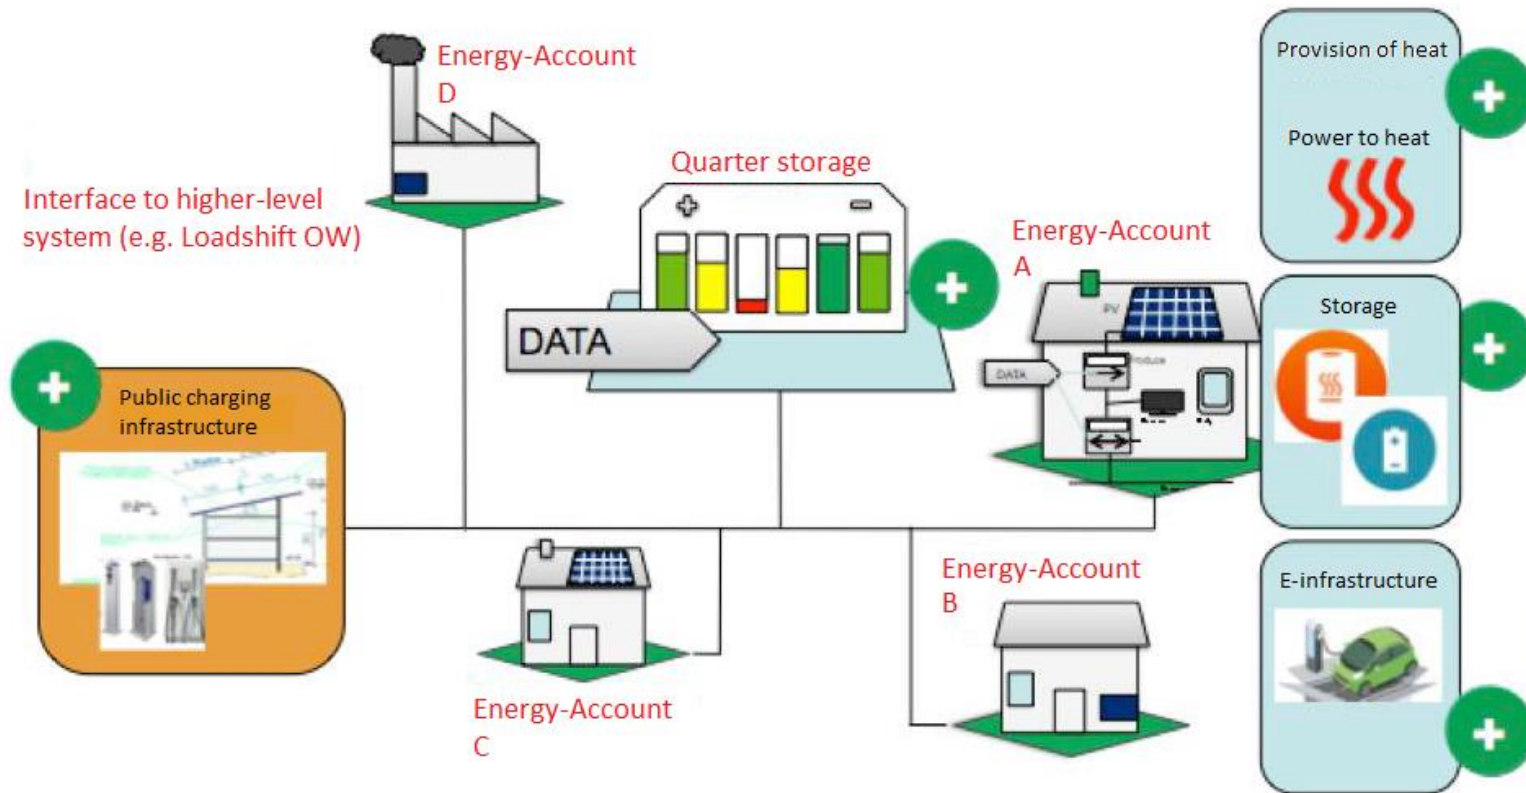 Energy-Account
D
Provision of heat
Power to heat
Quarter storage
Interface to higher-level
system (e.g. Loadshift OW)
Energy-Account
A
PV
Storage
DATA
DATA
Public charging
infrastructure
Energy-Account
B
E-infrastructure
Energy-Account
C